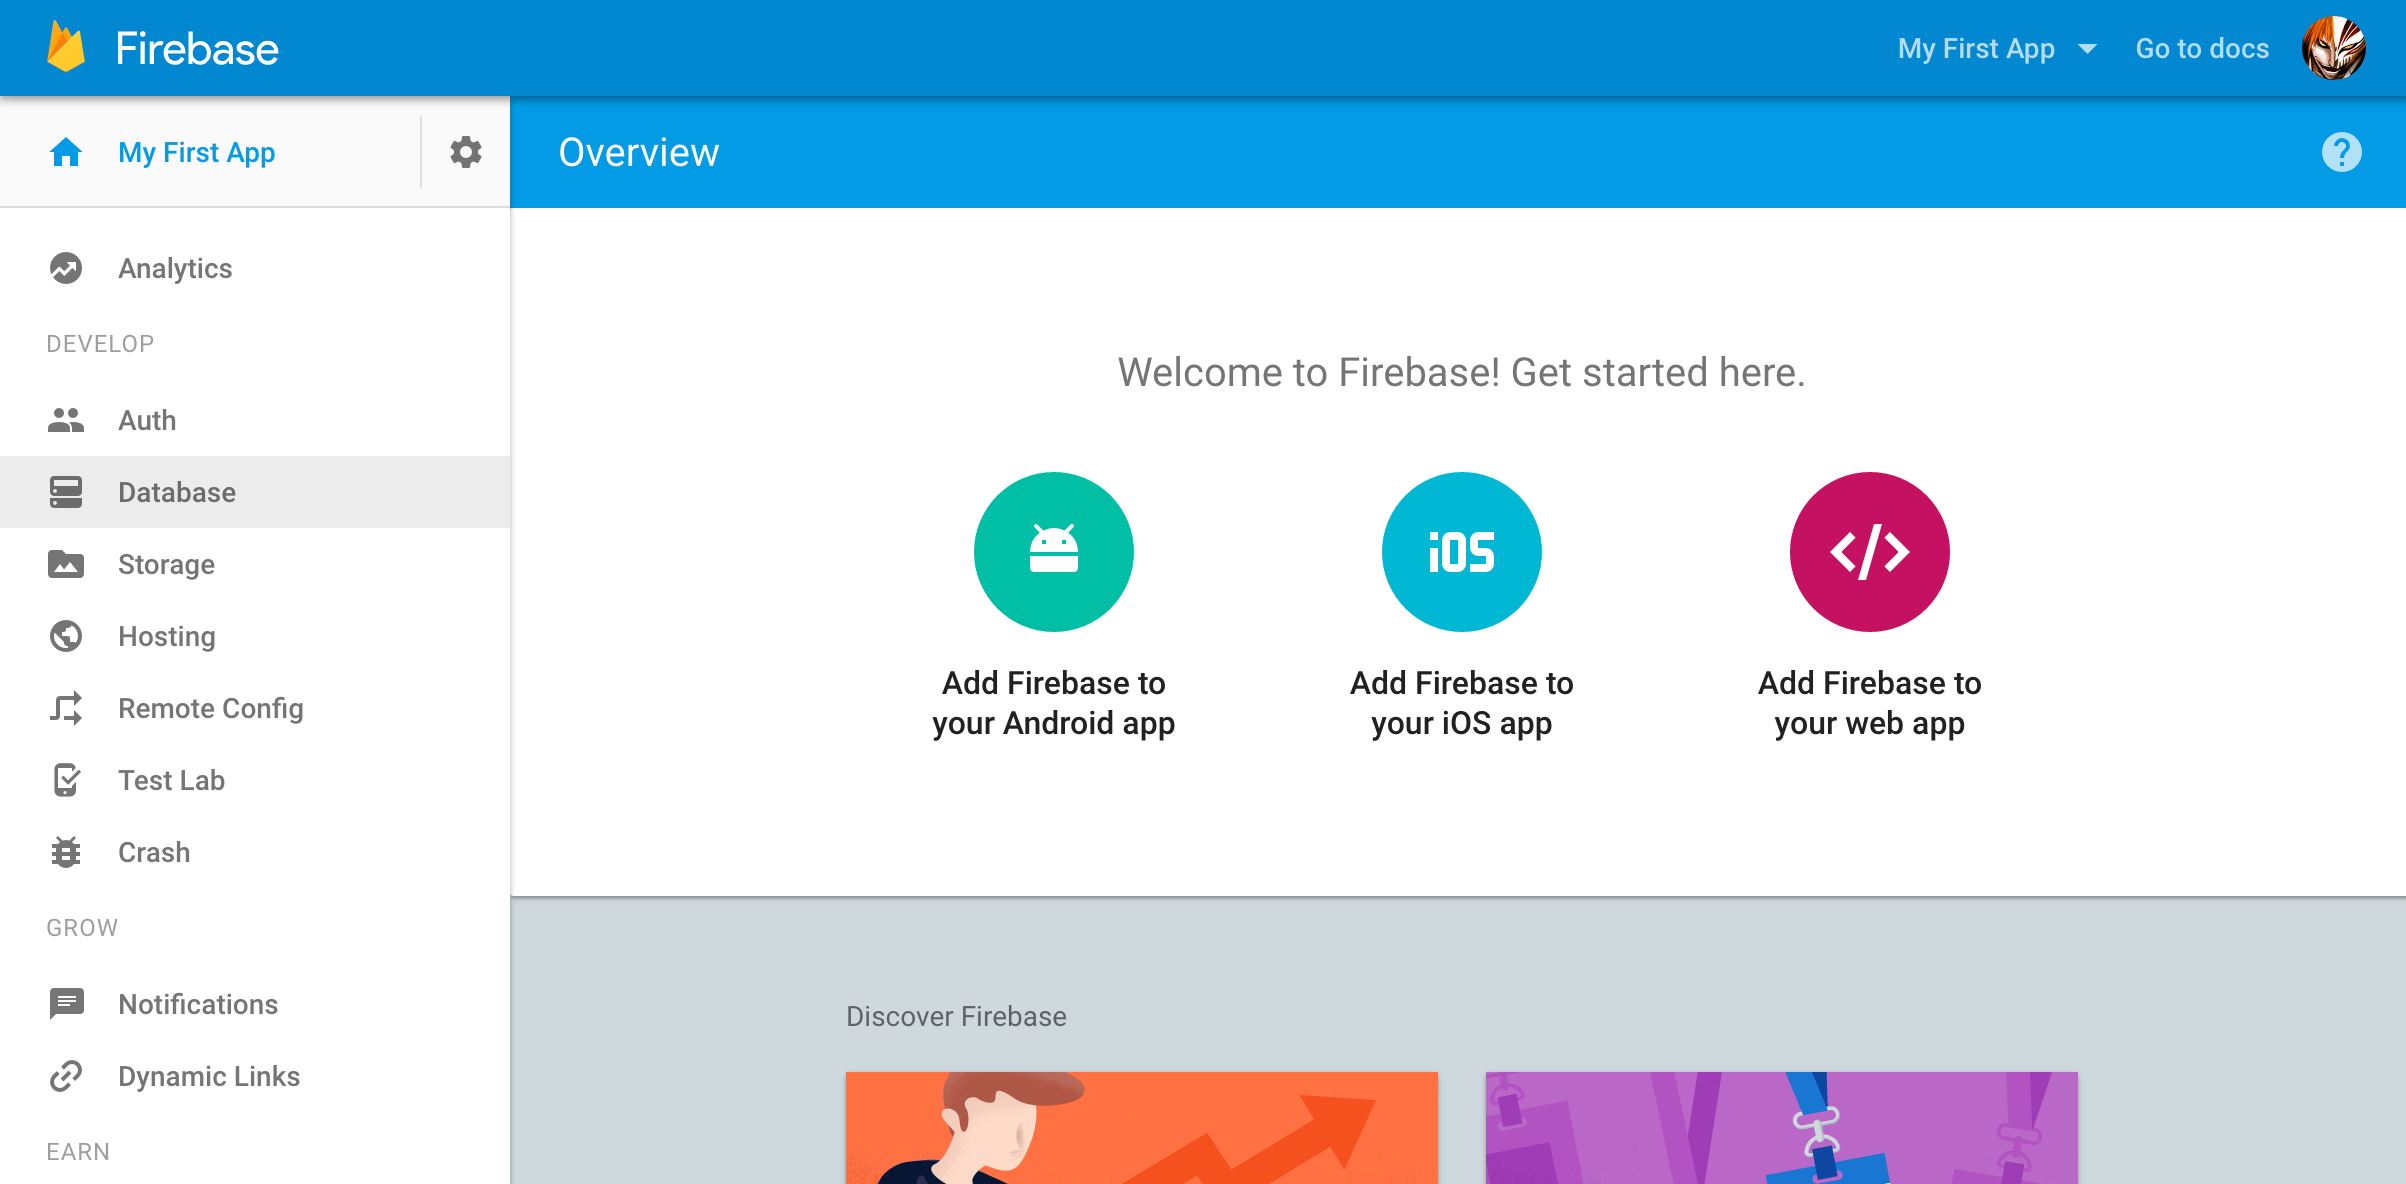 Firebase
My First App
Go to docs
My First App
Overview
?
Analytics
DEVELOP
Auth
Database
Storage
Hosting
Remote Config
Test Lab
Crash
GROW
Notifications
Dynamic Links
EARN
Welcome to Firebase! Get started here.
iOS
</>
Add Firebase to
your Android app
Add Firebase to
your iOS app
Add Firebase to
your web app
Discover Firebase